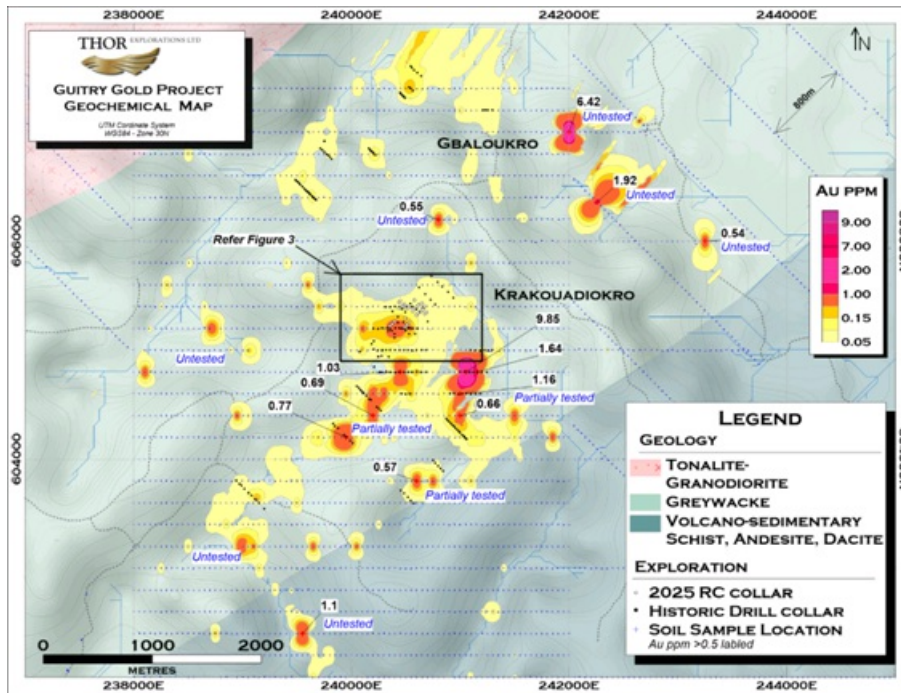 238000E 240000E 242000E 244000E
THOR EXPLORATIONS LTD
GUITRY GOLD PROJECT
GEOCHEMICAL MAP
UTM Cordinate System
WGS84 - Zone 30N
N
800m
6.42
Untested
GBALOUKRO
1.92
Untested
0.55
Untested
0.54
Untested
606000N
606000N
Refer Figure 3
KRAKOUADIOKRO
9.85
1.64
1.03
0.69
1.16
Partially tested
0.66
0.77
Partially tested
Untested
604000N
604000N
0.57
Partially tested
Untested
1.1
Untested
AU PPM
9.00
7.00
2.00
1.00
0.15
0.05
LEGEND
GEOLOGY
TONALITE-
GRANODIORITE
GREYWACKE
VOLCANO-SEDIMENTARY
SCHIST, ANDESITE, DACITE
EXPLORATION
2025 RC COLLAR
HISTORIC DRILL COLLAR
SOIL SAMPLE LOCATION
Au ppm >0.5 labled
0 1000 2000
METRES
238000E 240000E 242000E 244000E